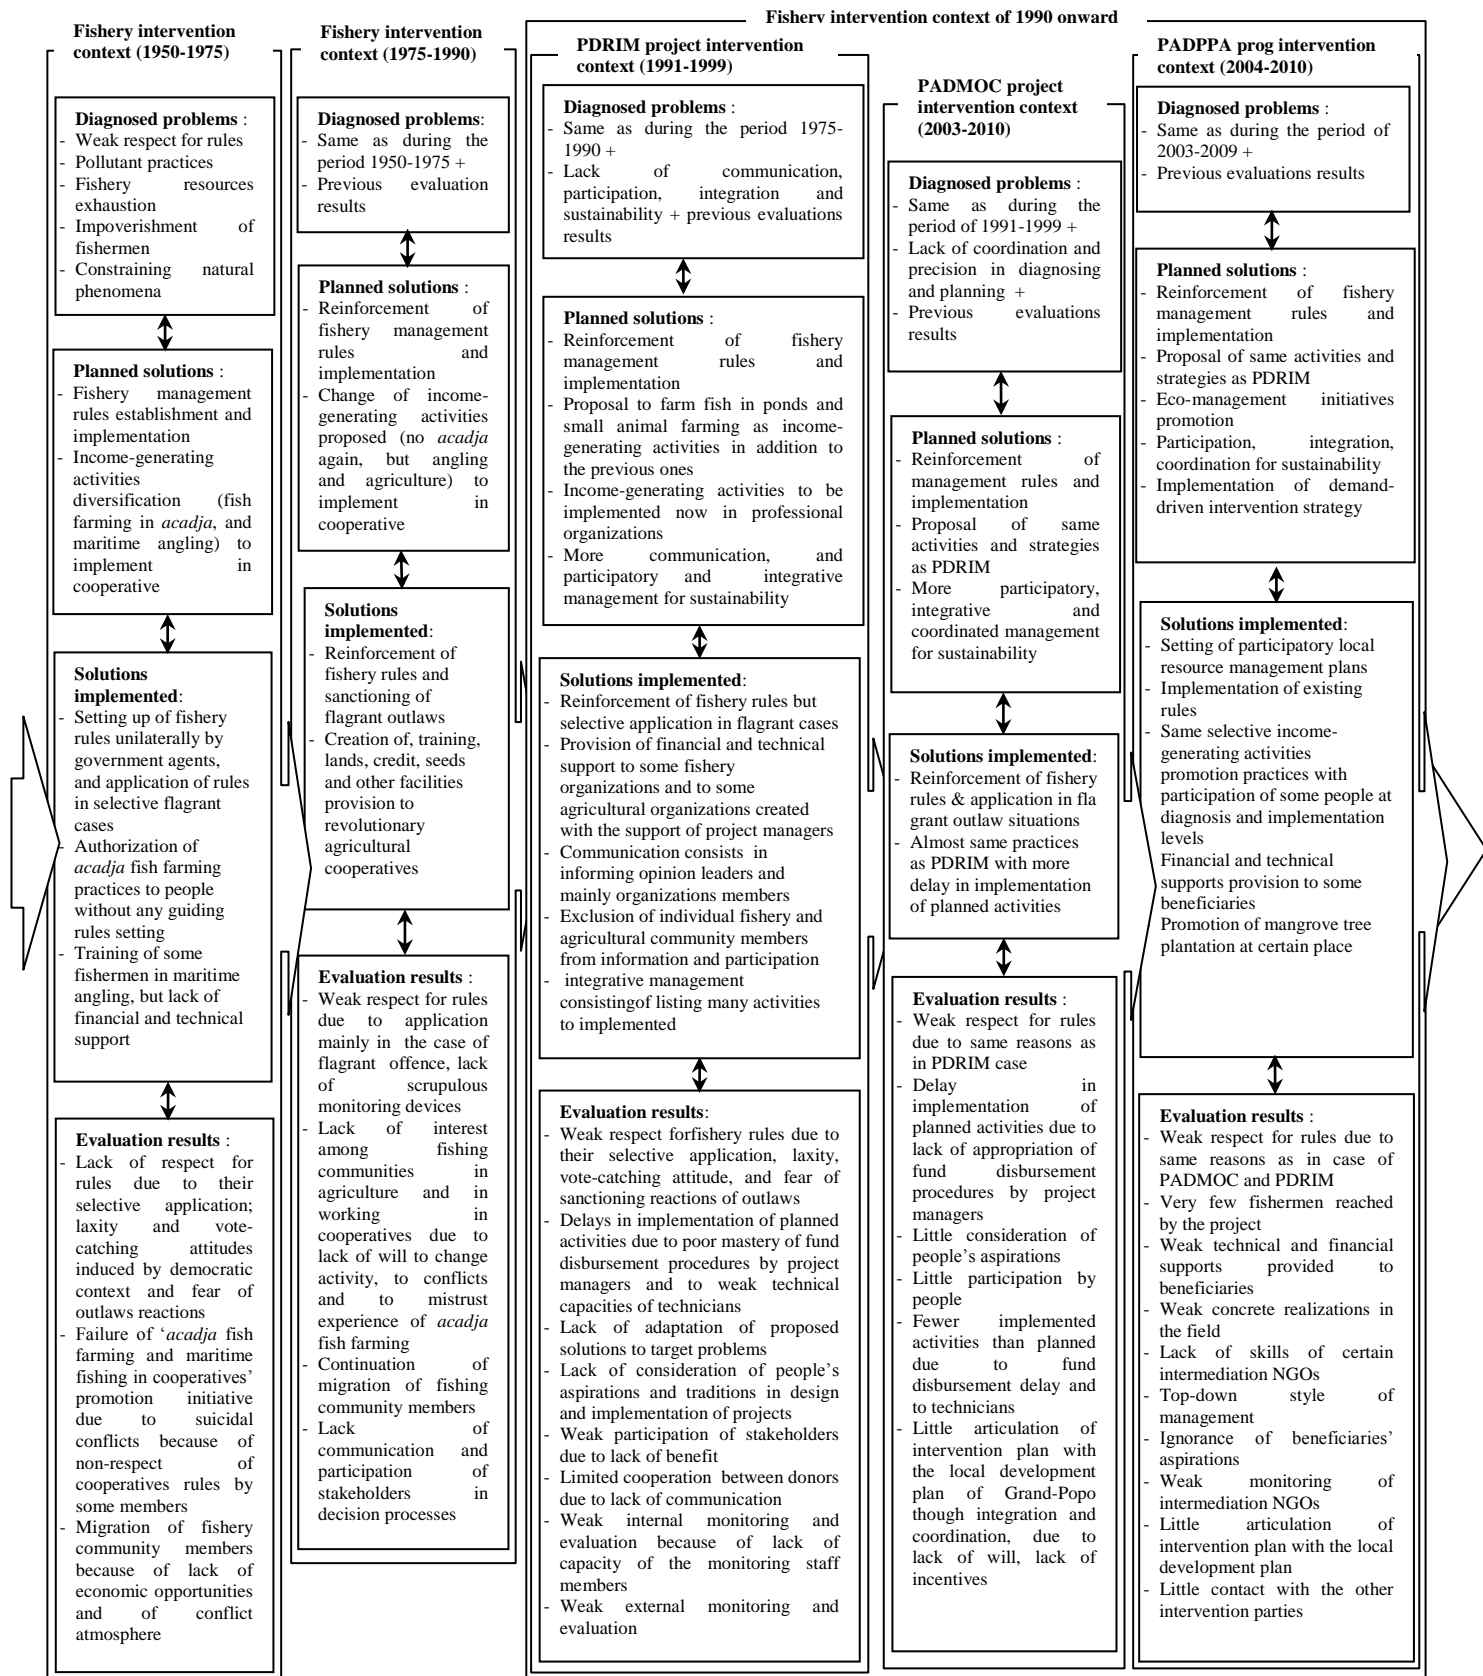 Fishery intervention context of 1990 onward
Fishery intervention
context (1950-1975)
Diagnosed problems :
- Weak respect for rules
- Pollutant practices
- Fishery resources
exhaustion
- Impoverishment of
fishermen
- Constraining natural
phenomena
Planned solutions :
- Fishery management
rules establishment and
implementation
- Income-generating
activities
diversification (fish
farming in acadja, and
maritime angling) to
implement in
cooperative
Solutions
implemented:
- Setting up of fishery
rules unilaterally by
government agents,
and application of rules
in selective flagrant
cases
- Authorization of
acadja fish farming
practices to people
without any guiding
rules setting
- Training of some
fishermen in maritime
angling, but lack of
financial and technical
support
Evaluation results :
- Lack of respect for
rules due to their
selective application;
laxity and vote-
catching attitudes
induced by democratic
context and fear of
outlaws reactions
- Failure of ‘acadja fish
farming and maritime
fishing in cooperatives’
promotion initiative
due to suicidal
conflicts because of
non-respect of
cooperatives rules by
some members
- Migration of fishery
community members
because of lack of
economic opportunities
and of conflict
atmosphere
Fishery intervention
context (1975-1990)
Diagnosed problems:
- Same as during the
period 1950-1975 +
- Previous evaluation
results
Planned solutions :
- Reinforcement of
fishery management
rules and
implementation
- Change of income-
generating activities
proposed (no acadja
again, but angling
and agriculture) to
implement in
cooperative
Solutions
implemented:
- Reinforcement of
fishery rules and
sanctioning of
flagrant outlaws
- Creation of, training,
lands, credit, seeds
and other facilities
provision to
revolutionary
agricultural
cooperatives
Evaluation results :
- Weak respect for rules
due to application
mainly in the case of
flagrant offence, lack
of scrupulous
monitoring devices
- Lack of interest
among fishing
communities in
agriculture and in
working in
cooperatives due to
lack of will to change
activity, to conflicts
and to mistrust
experience of acadja
fish farming
- Continuation of
migration of fishing
community members
- Lack of
communication and
participation of
stakeholders in
decision processes
PDRIM project intervention
context (1991-1999)
Diagnosed problems :
- Same as during the period 1975-
1990 +
- Lack of communication,
participation, integration and
sustainability + previous evaluations
results
Planned solutions :
- Reinforcement of fishery
management rules and
implementation
- Proposal to farm fish in ponds and
small animal farming as income-
generating activities in addition to
the previous ones
- Income-generating activities to be
implemented now in professional
organizations
- More communication, and
participatory and integrative
management for sustainability
Solutions implemented:
- Reinforcement of fishery rules but
selective application in flagrant cases
- Provision of financial and technical
support to some fishery
organizations and to some
agricultural organizations created
with the support of project managers
- Communication consists in
informing opinion leaders and
mainly organizations members
- Exclusion of individual fishery and
agricultural community members
from information and participation
- integrative management
consistingof listing many activities
to implemented
Evaluation results:
- Weak respect forfishery rules due to
their selective application, laxity,
vote-catching attitude, and fear of
sanctioning reactions of outlaws
- Delays in implementation of planned
activities due to poor mastery of fund
disbursement procedures by project
managers and to weak technical
capacities of technicians
- Lack of adaptation of proposed
solutions to target problems
- Lack of consideration of people’s
aspirations and traditions in design
and implementation of projects
- Weak participation of stakeholders
due to lack of benefit
- Limited cooperation between donors
due to lack of communication
- Weak internal monitoring and
evaluation because of lack of
capacity of the monitoring staff
members
- Weak external monitoring and
evaluation
PADMOC project
intervention context
(2003-2010)
Diagnosed problems :
- Same as during the
period of 1991-1999 +
- Lack of coordination and
precision in diagnosing
and planning +
- Previous evaluations
results
Planned solutions :
- Reinforcement of
management rules and
implementation
- Proposal of same
activities and strategies
as PDRIM
- More participatory,
integrative and
coordinated management
for sustainability
Solutions implemented:
- Reinforcement of fishery
rules & application in fla
grant outlaw situations
- Almost same practices
as PDRIM with more
delay in implementation
of planned activities
Evaluation results :
- Weak respect for rules
due to same reasons as
in PDRIM case
- Delay in
implementation of
planned activities due to
lack of appropriation of
fund disbursement
procedures by project
managers
- Little consideration of
people’s aspirations
- Little participation by
people
- Fewer implemented
activities than planned
due to fund
disbursement delay and
to technicians
- Little articulation of
intervention plan with
the local development
plan of Grand-Popo
though integration and
coordination, due to
lack of will, lack of
incentives
PADPPA prog intervention
context (2004-2010)
Diagnosed problems :
- Same as during the period of
2003-2009 +
- Previous evaluations results
Planned solutions :
- Reinforcement of fishery
management rules and
implementation
- Proposal of same activities and
strategies as PDRIM
- Eco-management initiatives
promotion
- Participation, integration,
coordination for sustainability
- Implementation of demand-
driven intervention strategy
Solutions implemented:
- Setting of participatory local
resource management plans
- Implementation of existing
rules
- Same selective income-
generating activities
promotion practices with
participation of some people at
diagnosis and implementation
levels
Financial and technical
supports provision to some
beneficiaries
Promotion of mangrove tree
plantation at certain place
Evaluation results :
- Weak respect for rules due to
same reasons as in case of
PADMOC and PDRIM
- Very few fishermen reached
by the project
- Weak technical and financial
supports provided to
beneficiaries
- Weak concrete realizations in
the field
- Lack of skills of certain
intermediation NGOs
- Top-down style of
management
- Ignorance of beneficiaries’
aspirations
- Weak monitoring of
intermediation NGOs
- Little articulation of
intervention plan with the local
development plan
- Little contact with the other
intervention parties